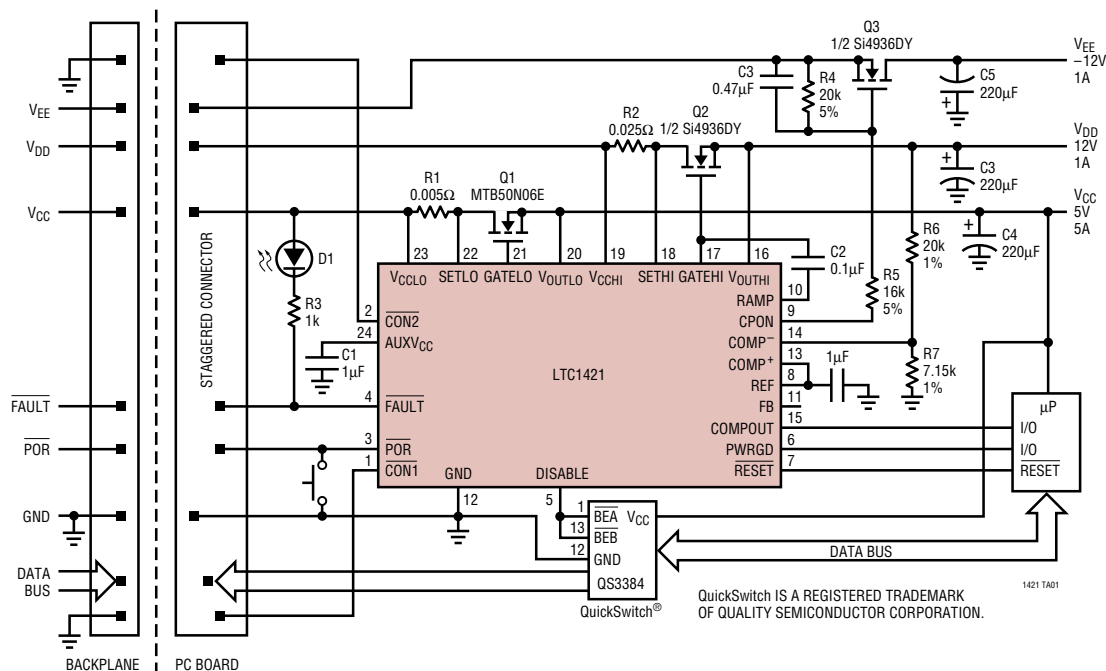 Q3
1/2 Si4936DY
VEE
–12V
1A
C3
0.47µF
R4
20k
5%
C5
220µF
+
VEE
R2
0.025Ω
Q2
1/2 Si4936DY
VDD
12V
1A
VDD
+
C3
220µF
R1
0.005Ω
Q1
MTB50N06E
VCC
5V
5A
VCC
+
C4
220µF
R6
20k
1%
D1
R3
1k
23
22
21
20
19
18
17
16
C2
0.1µF
R5
16k
5%
VCCLO
SETLO
GATELO
VOUTLO
VCCHI
SETHI
GATEHI
VOUTHI
STAGGERED CONNECTOR
2
CON2
RAMP
10
24
AUXVCC
CPON
9
C1
1µF
COMP–
14
COMP+
13
1µF
R7
7.15k
1%
LTC1421
REF
8
FAULT
4
FAULT
FB
11
COMPOUT
15
µP
I/O
POR
3
POR
PWRGD
6
I/O
1
CON1
RESET
7
RESET
GND
DISABLE
12
5
GND
1
BEA
VCC
13
BEB
12
GND
DATA BUS
DATA
BUS
QS3384
QuickSwitch®
1421 TA01
QuickSwitch IS A REGISTERED TRADEMARK
OF QUALITY SEMICONDUCTOR CORPORATION.
BACKPLANE
PC BOARD